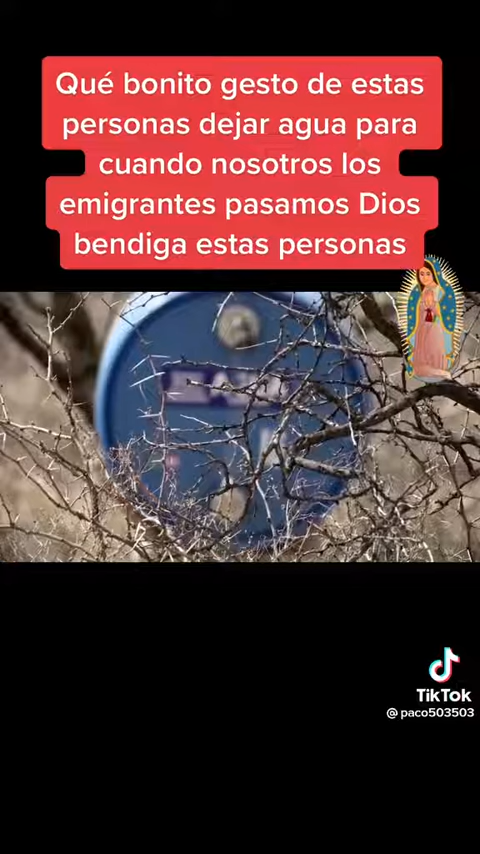 Qué bonito gesto de estas
personas dejar agua para
cuando nosotros los
emigrantes pasamos Dios
bendiga estas personas
TikTok
@ paco503503